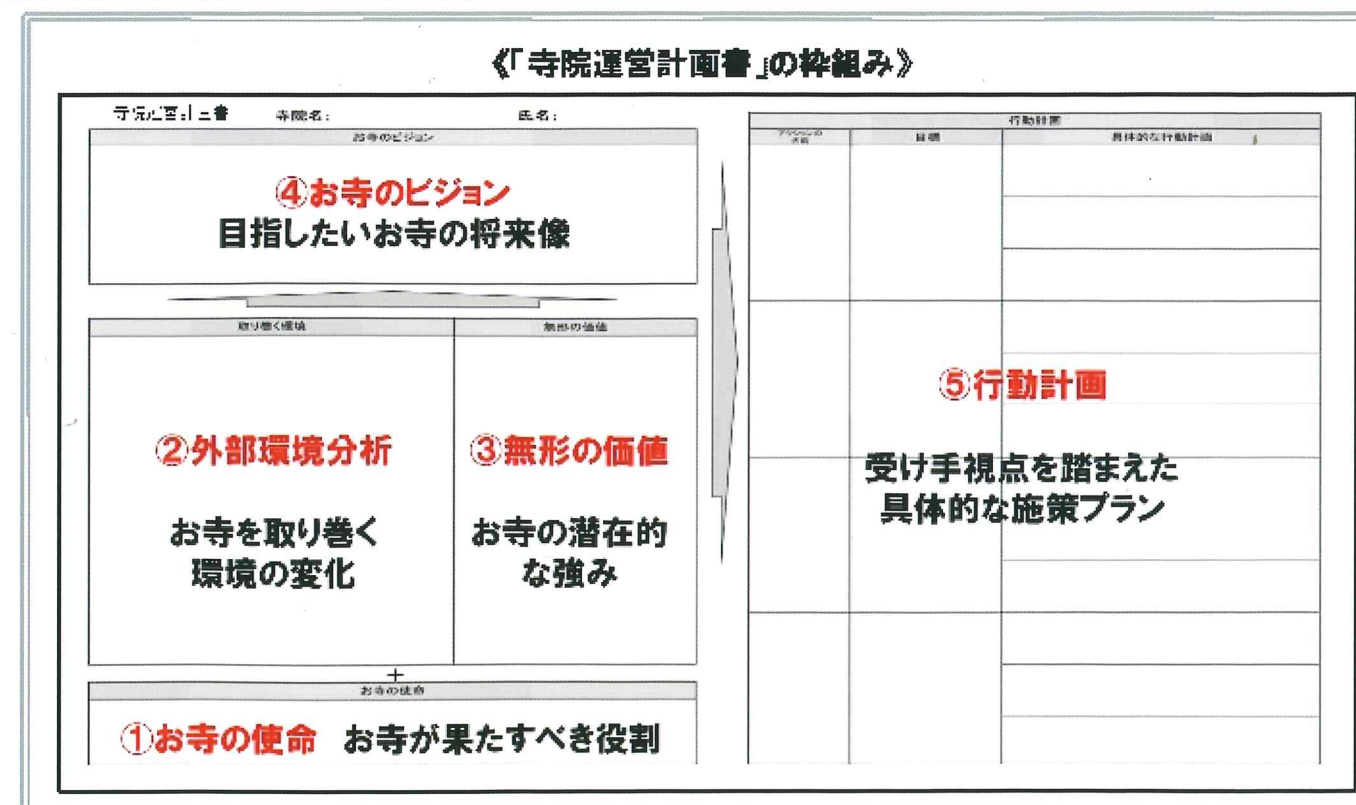 《「寺院運営計画書」の枠組み》
寺院名: 氏名:
お寺のビジョン
④お寺のビジョン
目指したいお寺の将来像
取り巻く環境 無形の価値
②外部環境分析
お寺を取り巻く
環境の変化
③無形の価値
お寺の潜在的
な強み
+
お寺の使命
①お寺の使命 お寺が果たすべき役割
行動計画
目標 具体的な行動計画
⑤行動計画
受け手視点を踏まえた
具体的な施策プラン